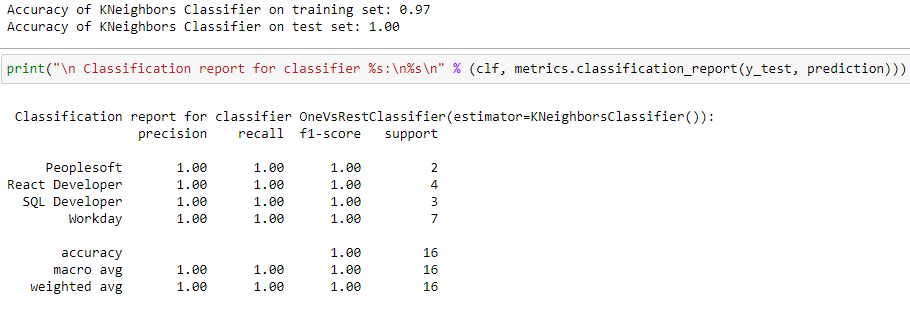 Accuracy of KNeighbors Classifier on training set: 0.97
Accuracy of KNeighbors Classifier on test set: 1.00
print("\n Classification report for classifier %s:\n%s\n" % (clf, metrics.classification_report(y_test, prediction)))
Classification report for classifier OneVsRestClassifier(estimator=KNeighborsClassifier()):
precision recall f1-score support
Peoplesoft 1.00 1.00 1.00 2
React Developer 1.00 1.00 1.00 4
SQL Developer 1.00 1.00 1.00 3
Workday 1.00 1.00 1.00 7
accuracy 1.00 16
macro avg 1.00 1.00 1.00 16
weighted avg 1.00 1.00 1.00 16